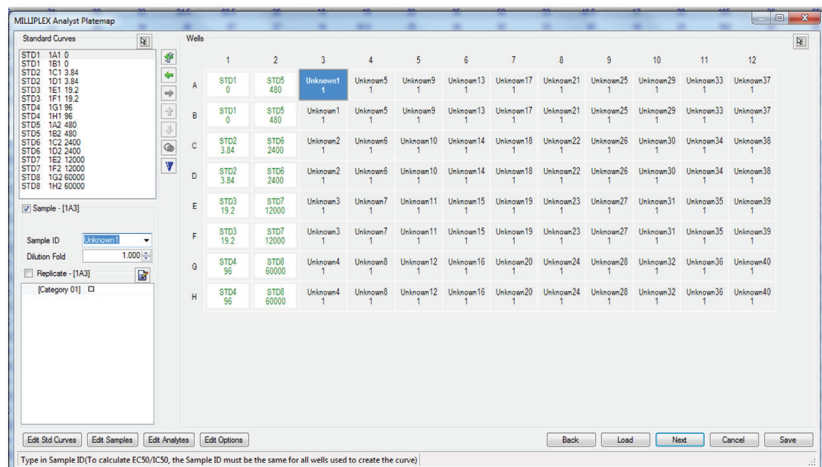 MILLIPLEX Analyst Platemap
Standard Curves
STD1 1A1 0
STD1 1B1 0
STD2 1C1 3.84
STD2 1D1 3.84
STD3 1E1 19.2
STD3 1F1 19.2
STD4 1G1 96
STD4 1H1 96
STD5 1A2 480
STD5 1B2 480
STD6 1C2 2400
STD6 1D2 2400
STD7 1E2 12000
STD7 1F2 12000
STD8 1G2 60000
STD8 1H2 60000
Sample - [1A3]
Sample ID Unknown1
Dilution Fold 1.000
Replicate - [1A3]
[Category 01]
Wells
1 2 3 4 5 6 7 8 9 10 11 12
A STD1 STD5 Unknown1 Unknown5 Unknown9 Unknown13 Unknown17 Unknown21 Unknown25 Unknown29 Unknown33 Unknown37
0 480 1 1 1 1 1 1 1 1 1 1
B STD1 STD5 Unknown1 Unknown5 Unknown9 Unknown13 Unknown17 Unknown21 Unknown25 Unknown29 Unknown33 Unknown37
0 480 1 1 1 1 1 1 1 1 1 1
C STD2 STD6 Unknown2 Unknown6 Unknown10 Unknown14 Unknown18 Unknown22 Unknown26 Unknown30 Unknown34 Unknown38
3.84 2400 1 1 1 1 1 1 1 1 1 1
D STD2 STD6 Unknown2 Unknown6 Unknown10 Unknown14 Unknown18 Unknown22 Unknown26 Unknown30 Unknown34 Unknown38
3.84 2400 1 1 1 1 1 1 1 1 1 1
E STD3 STD7 Unknown3 Unknown7 Unknown11 Unknown15 Unknown19 Unknown23 Unknown27 Unknown31 Unknown35 Unknown39
19.2 12000 1 1 1 1 1 1 1 1 1 1
F STD3 STD7 Unknown3 Unknown7 Unknown11 Unknown15 Unknown19 Unknown23 Unknown27 Unknown31 Unknown35 Unknown39
19.2 12000 1 1 1 1 1 1 1 1 1 1
G STD4 STD8 Unknown4 Unknown8 Unknown12 Unknown16 Unknown20 Unknown24 Unknown28 Unknown32 Unknown36 Unknown40
96 60000 1 1 1 1 1 1 1 1 1 1
H STD4 STD8 Unknown4 Unknown8 Unknown12 Unknown16 Unknown20 Unknown24 Unknown28 Unknown32 Unknown36 Unknown40
96 60000 1 1 1 1 1 1 1 1 1 1
Edit Std Curves Edit Samples Edit Analytes Edit Options Back Load Next Cancel Save
Type in Sample ID(To calculate EC50/IC50, the Sample ID must be the same for all wells used to create the curve)